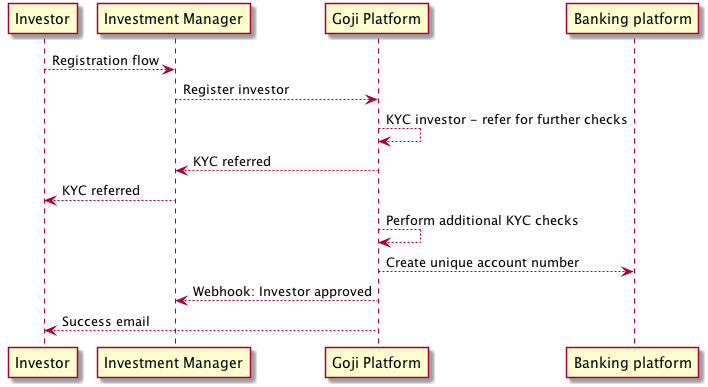 Investor
Investment Manager
Goji Platform
Banking platform
Registration flow
Register investor
KYC investor - refer for further checks
KYC referred
KYC referred
Perform additional KYC checks
Create unique account number
Webhook: Investor approved
Success email
Investor
Investment Manager
Goji Platform
Banking platform